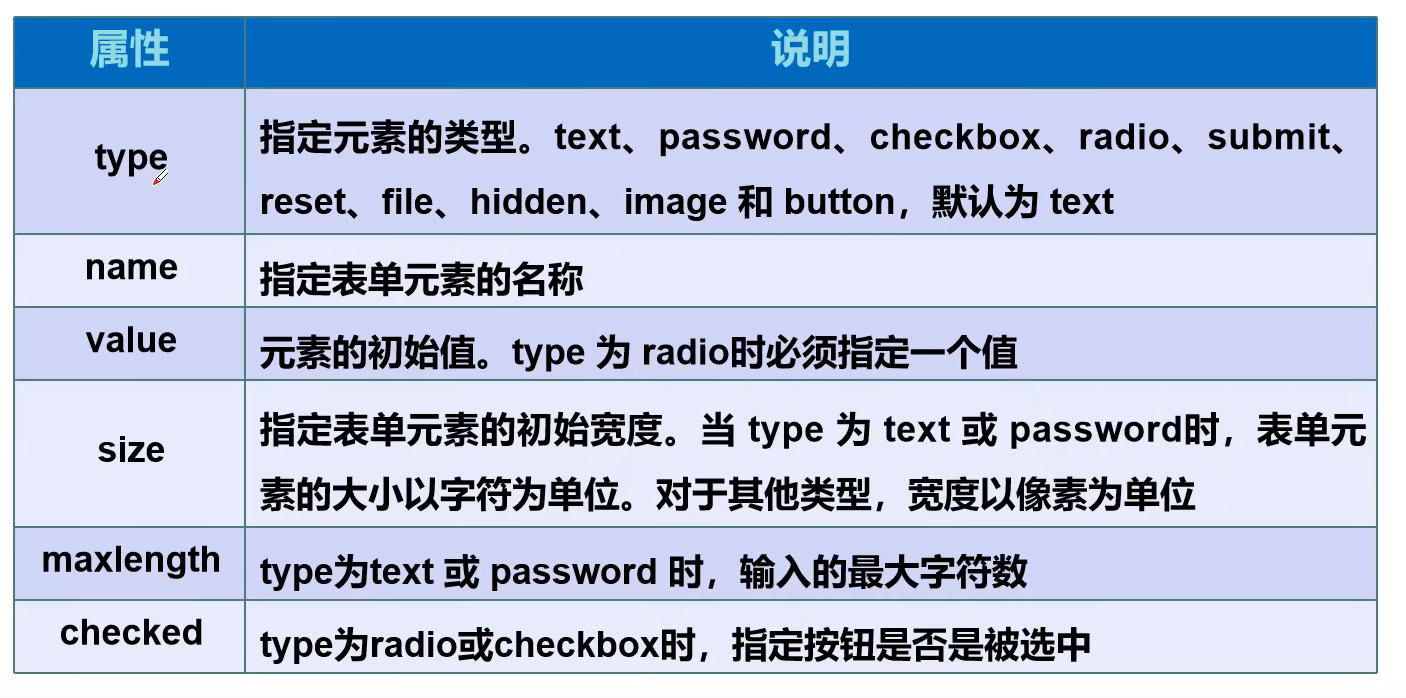 属性 说明
type
指定元素的类型。text、password、checkbox、radio、submit、
reset、file、hidden、image 和 button，默认为 text
name
指定表单元素的名称
value
元素的初始值。type 为 radio时必须指定一个值
size
指定表单元素的初始宽度。当 type 为 text 或 password时，表单元
素的大小以字符为单位。对于其他类型，宽度以像素为单位
maxlength
type为text 或 password 时，输入的最大字符数
checked
type为radio或checkbox时，指定按钮是否是被选中